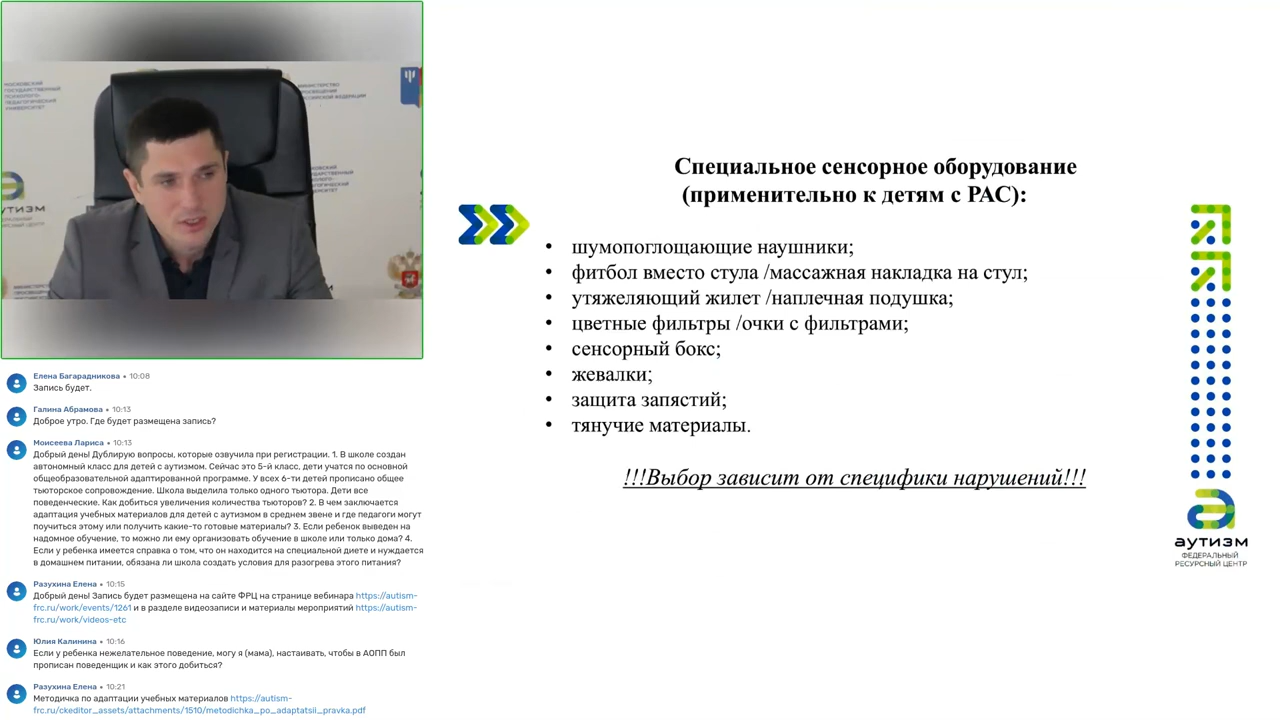 МОСКОВСКИЙ
ГОСУДАРСТВЕННЫЙ
ПСИХОЛОГО-
ПЕДАГОГИЧЕСКИЙ
УНИВЕРСИТЕТ
Елена Багарадникова • 10:08
Запись будет.
Галина Абрамова • 10:13
Доброе утро. Где будет размещена запись?
Моисеева Лариса • 10:13
Добрый день! Дублирую вопросы, которые озвучила при регистрации. 1. В школе создан
автономный класс для детей с аутизмом. Сейчас это 5-й класс, дети учатся по основной
общеобразовательной адаптированной программе. У всех 6-ти детей прописано общее
тьюторское сопровождение. Школа выделила только одного тьютора. Дети все
поведенческие. Как добиться увеличения количества тьюторов? 2. В чем заключается
адаптация учебных материалов для детей с аутизмом в среднем звене и где педагоги могут
поучиться этому или получить какие-то готовые материалы? 3. Если ребенок выведен на
надомное обучение, то можно ли ему организовать обучение в школе или только дома? 4.
Если у ребенка имеется справка о том, что он находится на специальной диете и нуждается
в домашнем питании, обязана ли школа создать условия для разогрева этого питания?
Разухина Елена • 10:15
Добрый день! Запись будет размещена на сайте ФРЦ на странице вебинара https://autism-
frc.ru/work/events/1261 и в разделе видеозаписи и материалы мероприятий https://autism-
frc.ru/work/videos-etc
Юлия Калинина • 10:16
Если у ребенка нежелательное поведение, могу я (мама), настаивать, чтобы в АОПП был
прописан поведенщик и как этого добиться?
Разухина Елена • 10:21
Методичка по адаптации учебных материалов https://autism-
frc.ru/ckeditor_assets/attachments/1510/metodichka_po_adaptatsii_pravka.pdf
Специальное сенсорное оборудование
(применительно к детям с РАС):
• шумопоглощающие наушники;
• фитбол вместо стула /массажная накладка на стул;
• утяжеляющий жилет /наплечная подушка;
• цветные фильтры /очки с фильтрами;
• сенсорный бокс;
• жевалки;
• защита запястий;
• тянучие материалы.
!!!Выбор зависит от специфики нарушений!!!
аутизм
ФЕДЕРАЛЬНЫЙ
РЕСУРСНЫЙ ЦЕНТР